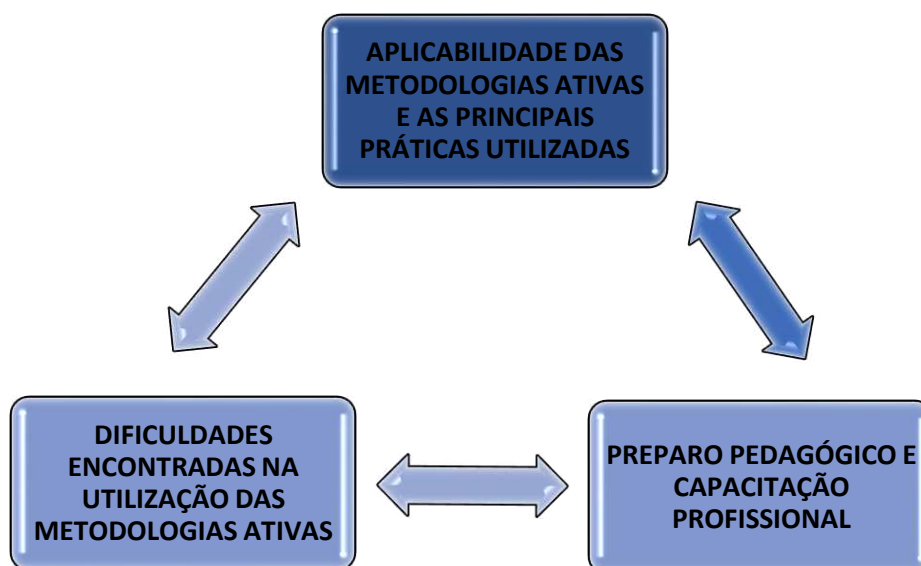 APLICABILIDADE DAS
METODOLOGIAS ATIVAS
E AS PRINCIPAIS
PRÁTICAS UTILIZADAS
DIFICULDADES
ENCONTRADAS NA
UTILIZAÇÃO DAS
METODOLOGIAS ATIVAS
PREPARO PEDAGÓGICO E
CAPACITAÇÃO
PROFISSIONAL